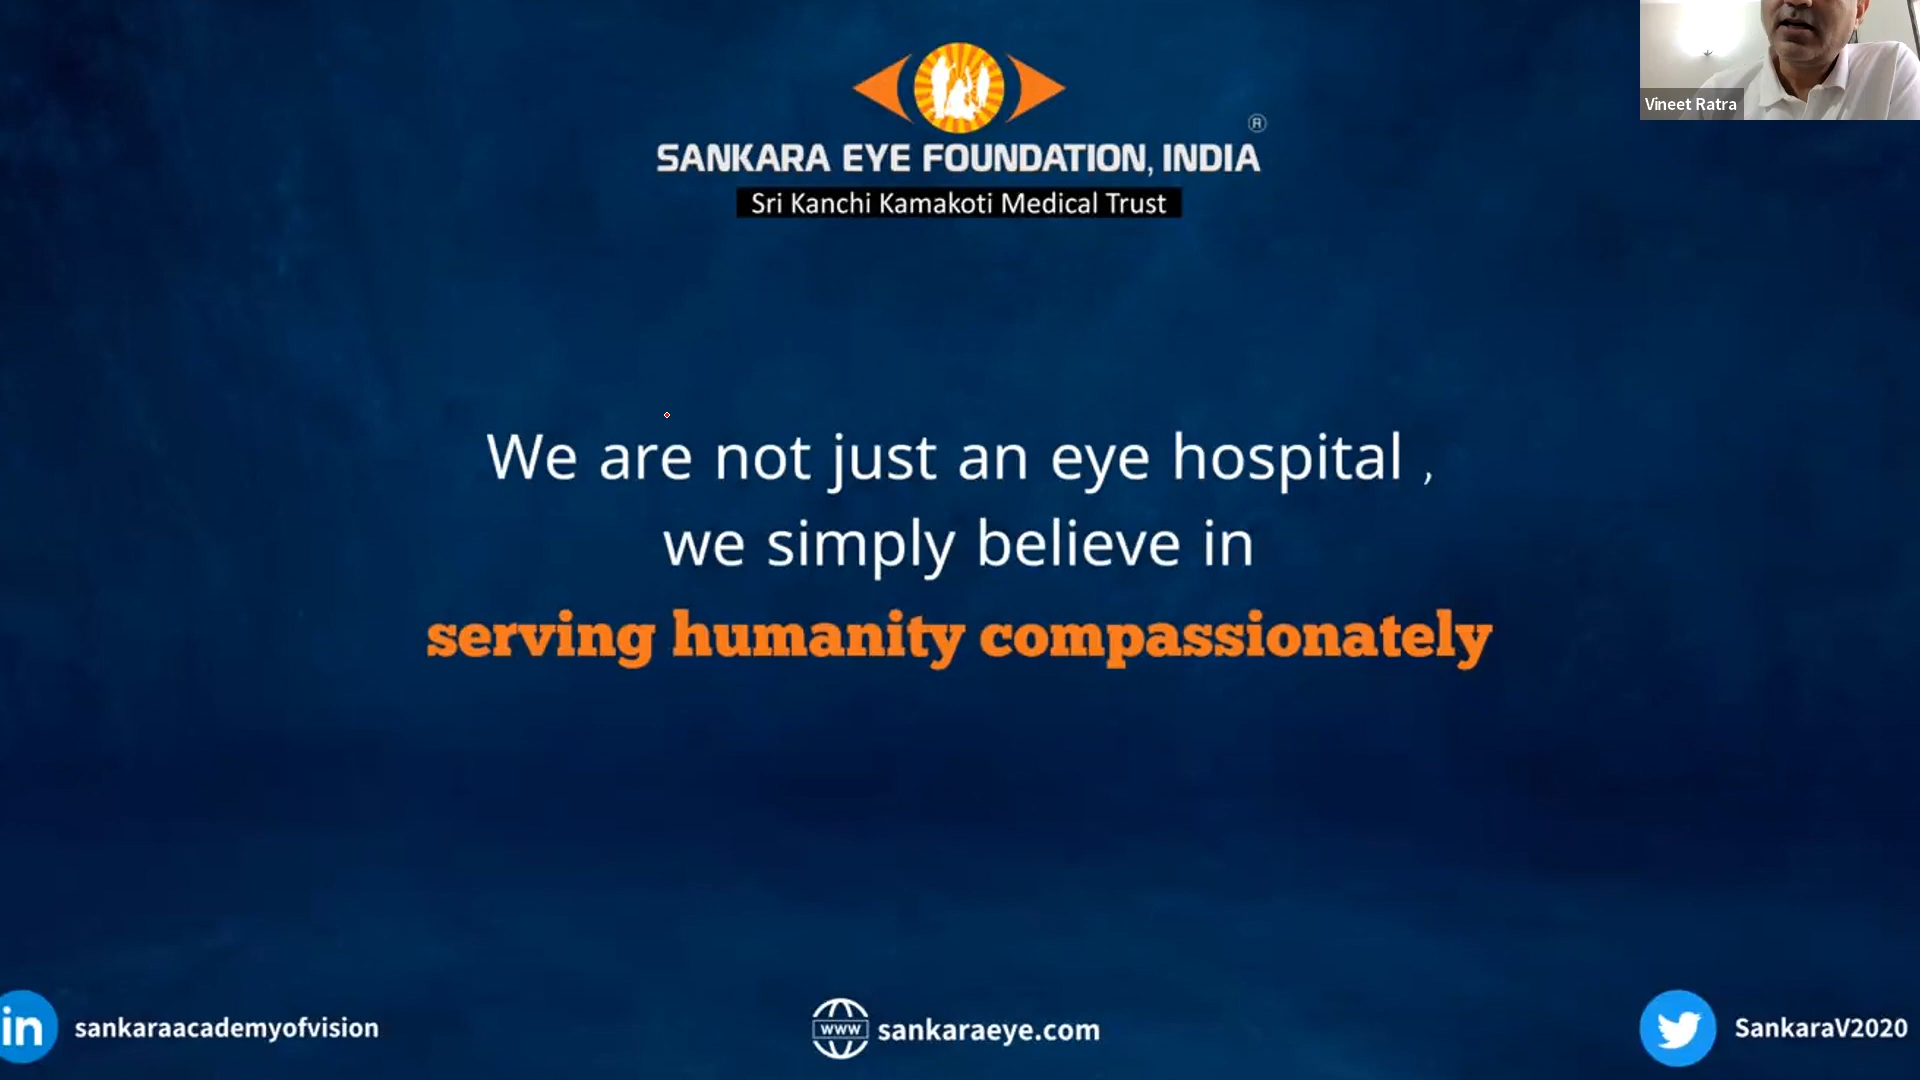 Vineet Ratra
®
SANKARA EYE FOUNDATION, INDIA
Sri Kanchi Kamakoti Medical Trust
We are not just an eye hospital ,
we simply believe in
serving humanity compassionately
in sankaraacademyofvision
www sankaraeye.com
SankaraV2020